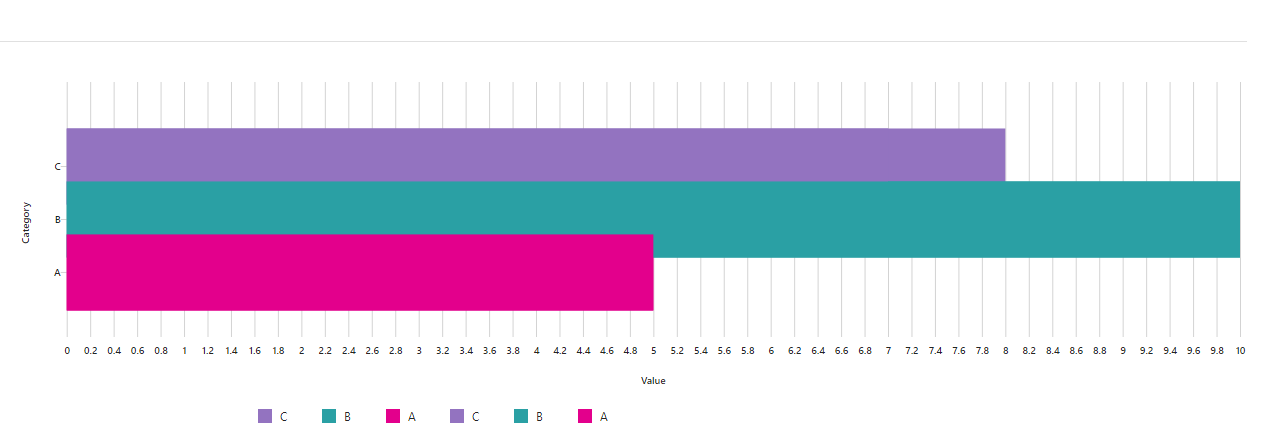 C
B
A
Category
0 0.2 0.4 0.6 0.8 1 1.2 1.4 1.6 1.8 2 2.2 2.4 2.6 2.8 3 3.2 3.4 3.6 3.8 4 4.2 4.4 4.6 4.8 5 5.2 5.4 5.6 5.8 6 6.2 6.4 6.6 6.8 7 7.2 7.4 7.6 7.8 8 8.2 8.4 8.6 8.8 9 9.2 9.4 9.6 9.8 10
Value
C B A C B A